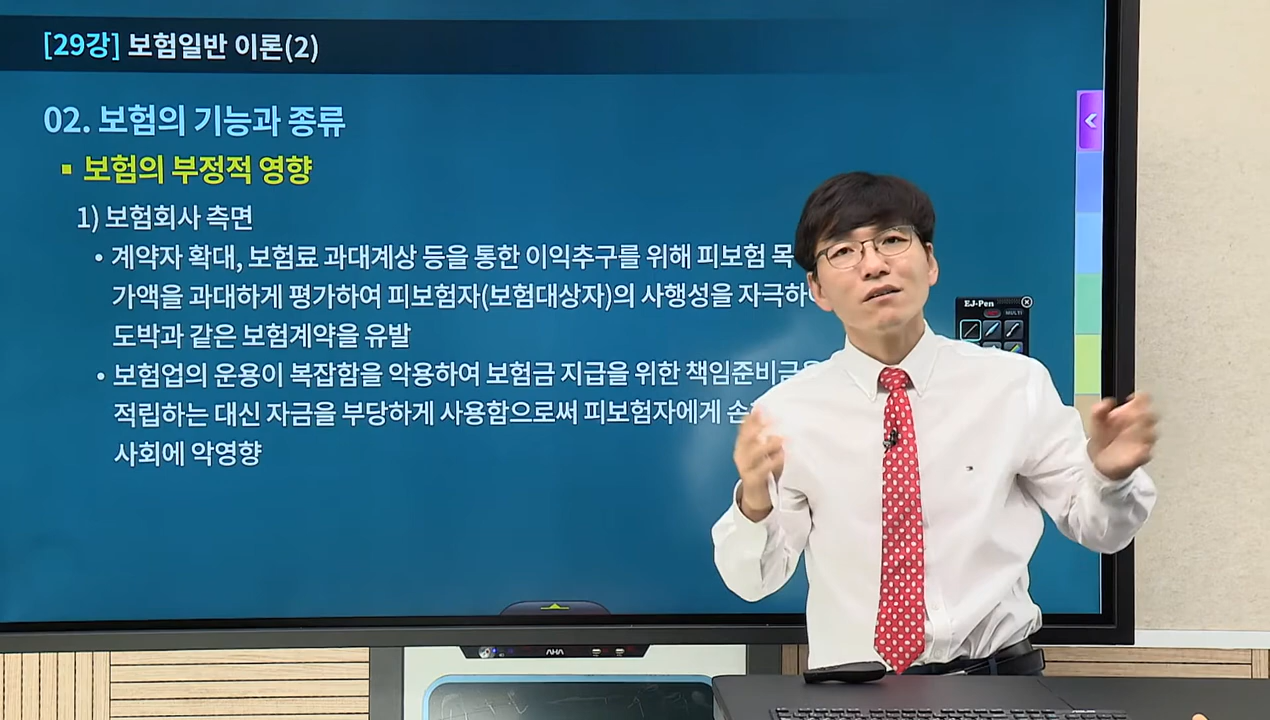 [29강] 보험일반 이론(2)
02. 보험의 기능과 종류
▪ 보험의 부정적 영향
1) 보험회사 측면
• 계약자 확대, 보험료 과대계상 등을 통한 이익추구를 위해 피보험 목
가액을 과대하게 평가하여 피보험자(보험대상자)의 사행성을 자극하
도박과 같은 보험계약을 유발
• 보험업의 운용이 복잡함을 악용하여 보험금 지급을 위한 책임준비금을
적립하는 대신 자금을 부당하게 사용함으로써 피보험자에게 손
사회에 악영향
EJ-Pen
MULTI
AHA